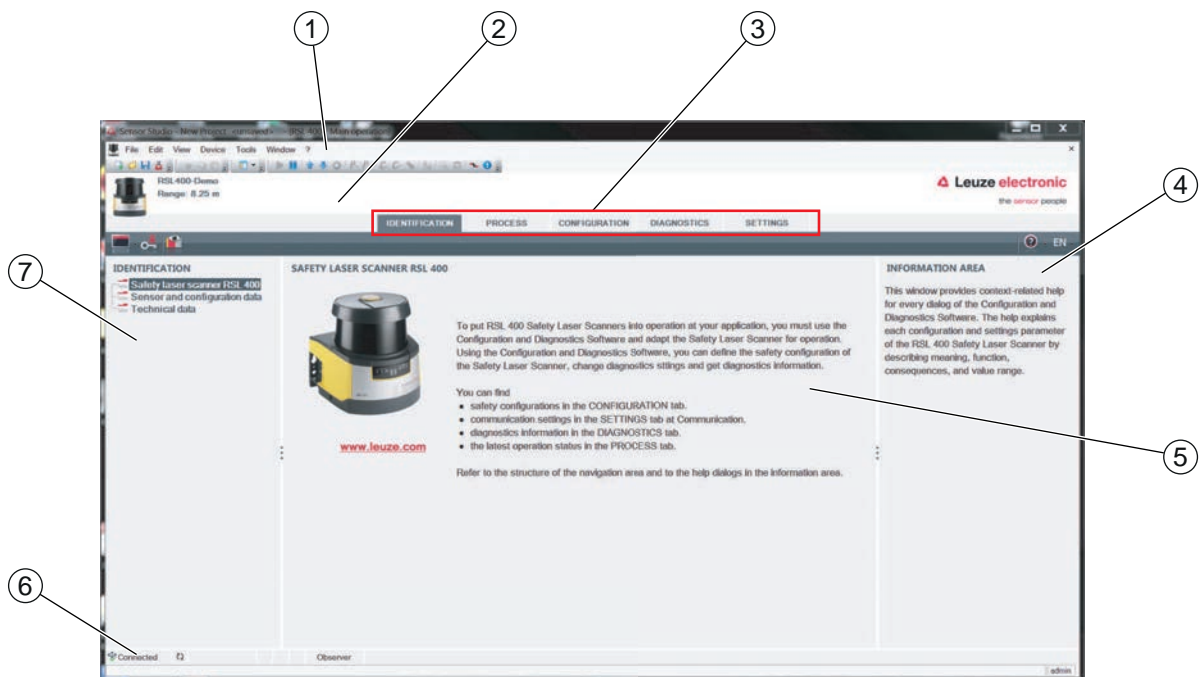 1
2
3
Sensor Studio - New Project <unsaved> - RSL 400 Main operation
File Edit View Device Tools Window ?
RSL400-Demo
Range: 8.25 m
Leuze electronic
the sensor people
4
IDENTIFICATION PROCESS CONFIGURATION DIAGNOSTICS SETTINGS
EN
7
IDENTIFICATION
Safety laser scanner RSL 400
Sensor and configuration data
Technical data
SAFETY LASER SCANNER RSL 400
To put RSL 400 Safety Laser Scanners into operation at your application, you must use the
Configuration and Diagnostics Software and adapt the Safety Laser Scanner for operation.
Using the Configuration and Diagnostics Software, you can define the safety configuration of
the Safety Laser Scanner, change diagnostics sttings and get diagnostics information.
You can find
• safety configurations in the CONFIGURATION tab.
• communication settings in the SETTINGS tab at Communication.
• diagnostics information in the DIAGNOSTICS tab.
• the latest operation status in the PROCESS tab.
Refer to the structure of the navigation area and to the help dialogs in the information area.
www.leuze.com
INFORMATION AREA
This window provides context-related help
for every dialog of the Configuration and
Diagnostics Software. The help explains
each configuration and settings parameter
of the RSL 400 Safety Laser Scanner by
describing meaning, function,
consequences, and value range.
5
6
Connected
Observer
admin